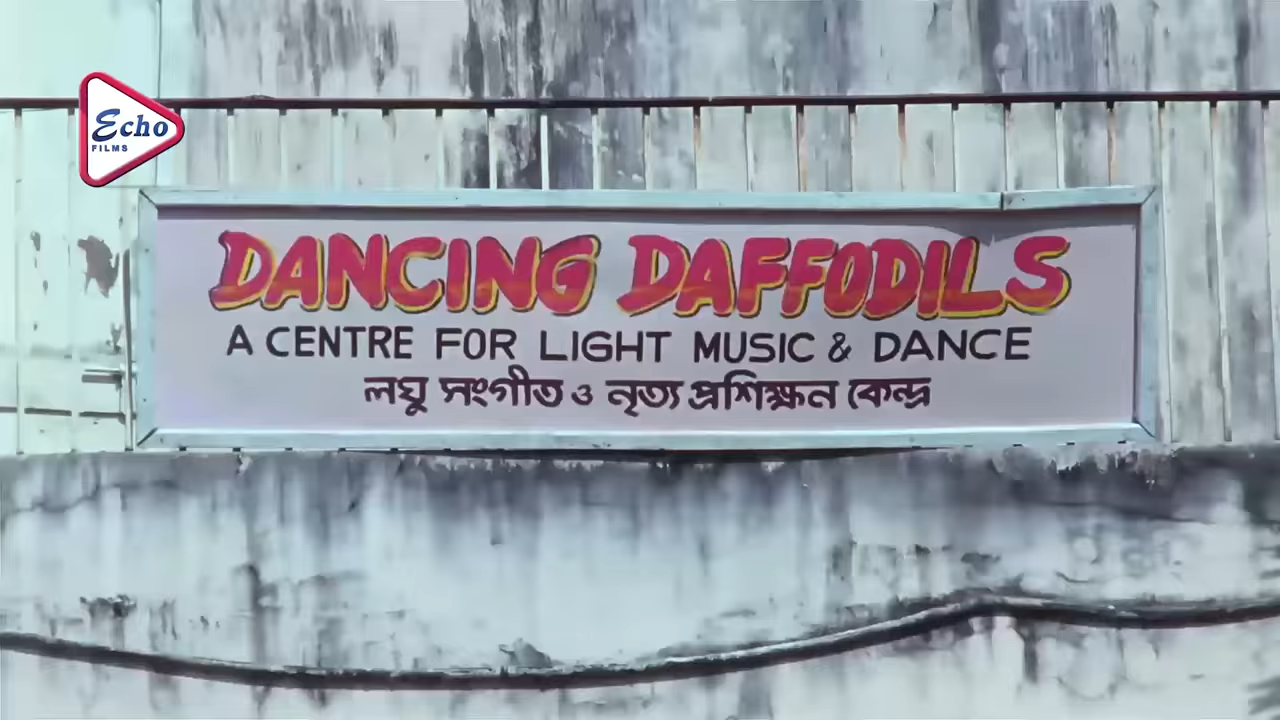 Echo
FILMS
DANCING DAFFODILS
A CENTRE FOR LIGHT MUSIC & DANCE
লঘু সংগীত ও নৃত্য প্রশিক্ষন কেন্দ্র